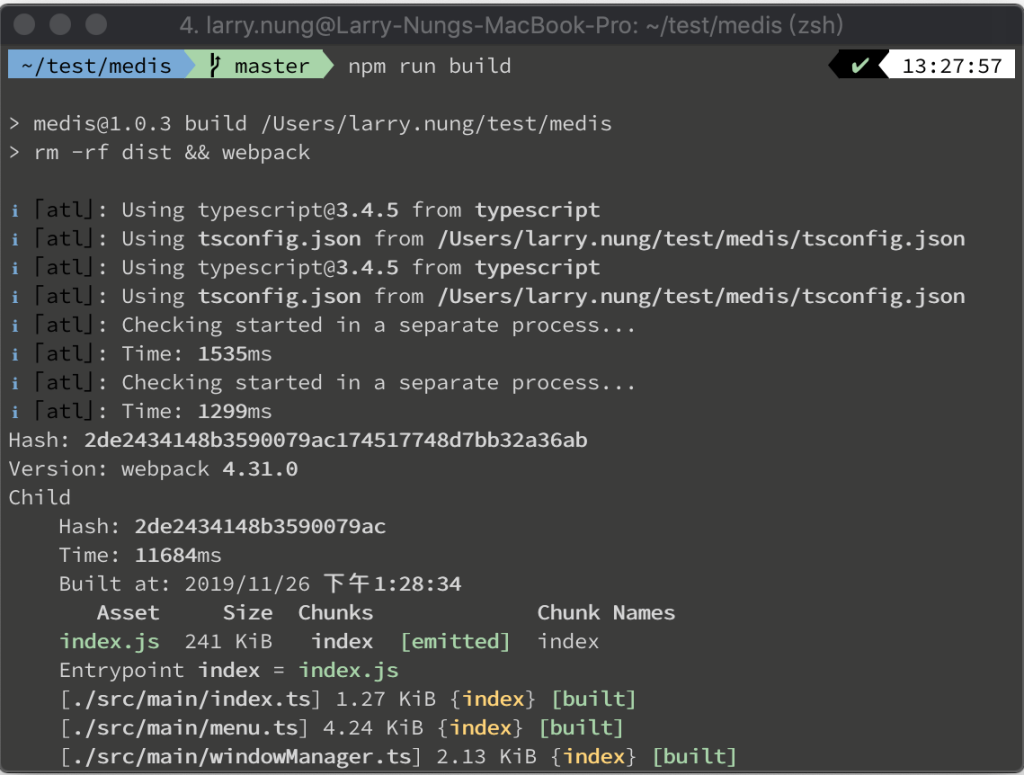 4. larry.nung@Larry-Nungs-MacBook-Pro: ~/test/medis (zsh)
~/test/medis master npm run build ✔ 13:27:57
> medis@1.0.3 build /Users/larry.nung/test/medis
> rm -rf dist && webpack
ℹ ｢atl｣: Using typescript@3.4.5 from typescript
ℹ ｢atl｣: Using tsconfig.json from /Users/larry.nung/test/medis/tsconfig.json
ℹ ｢atl｣: Using typescript@3.4.5 from typescript
ℹ ｢atl｣: Using tsconfig.json from /Users/larry.nung/test/medis/tsconfig.json
ℹ ｢atl｣: Checking started in a separate process...
ℹ ｢atl｣: Time: 1535ms
ℹ ｢atl｣: Checking started in a separate process...
ℹ ｢atl｣: Time: 1299ms
Hash: 2de2434148b3590079ac174517748d7bb32a36ab
Version: webpack 4.31.0
Child
Hash: 2de2434148b3590079ac
Time: 11684ms
Built at: 2019/11/26 下午1:28:34
Asset Size Chunks Chunk Names
index.js 241 KiB index [emitted] index
Entrypoint index = index.js
[./src/main/index.ts] 1.27 KiB {index} [built]
[./src/main/menu.ts] 4.24 KiB {index} [built]
[./src/main/windowManager.ts] 2.13 KiB {index} [built]